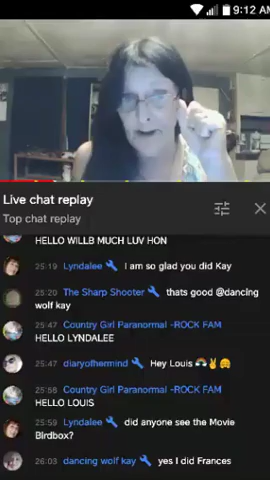 9:12 AM
Live chat replay
Top chat replay
HELLO WILLB MUCH LUV HON
25:19 Lyndalee I am so glad you did Kay
25:20 The Sharp Shooter thats good @dancing
wolf kay
25:47 Country Girl Paranormal -ROCK FAM
HELLO LYNDALEE
25:47 diaryofhermind Hey Louis
25:58 Country Girl Paranormal -ROCK FAM
HELLO LOUIS
25:59 Lyndalee did anyone see the Movie
Birdbox?
26:03 dancing wolf kay yes I did Frances